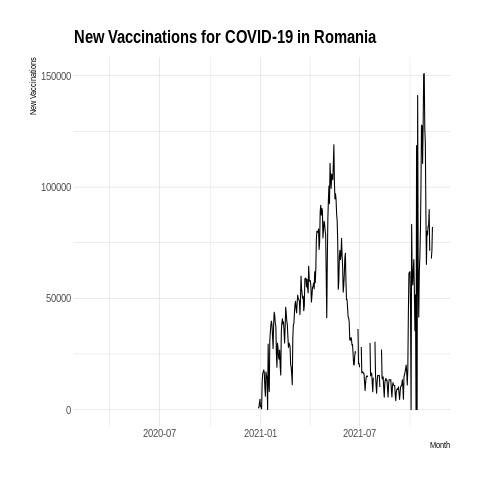 New Vaccinations for COVID-19 in Romania
New Vaccinations
150000
100000
50000
0
2020-07 2021-01 2021-07
Month